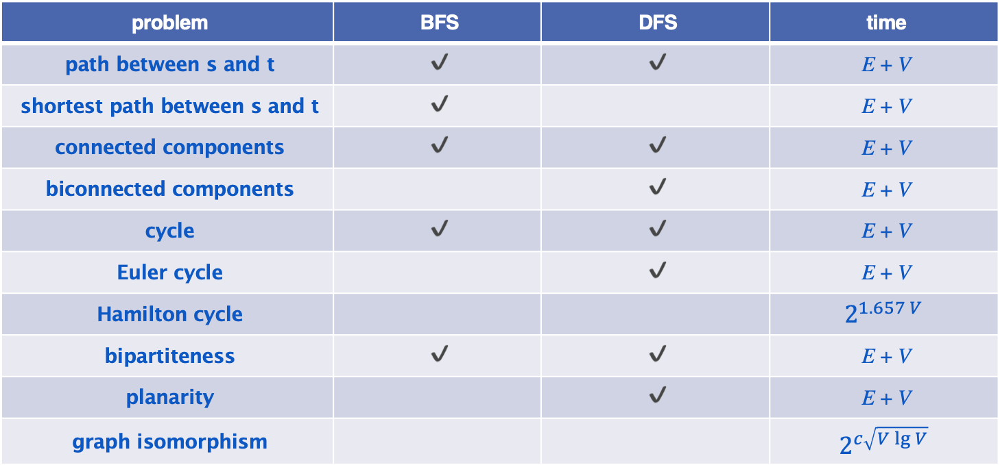 problem BFS DFS time
path between s and t ✔ ✔ E + V
shortest path between s and t ✔ E + V
connected components ✔ ✔ E + V
biconnected components ✔ E + V
cycle ✔ ✔ E + V
Euler cycle ✔ E + V
Hamilton cycle 2^{1.657 V}
bipartiteness ✔ ✔ E + V
planarity ✔ E + V
graph isomorphism 2^{c√(V lg V)}